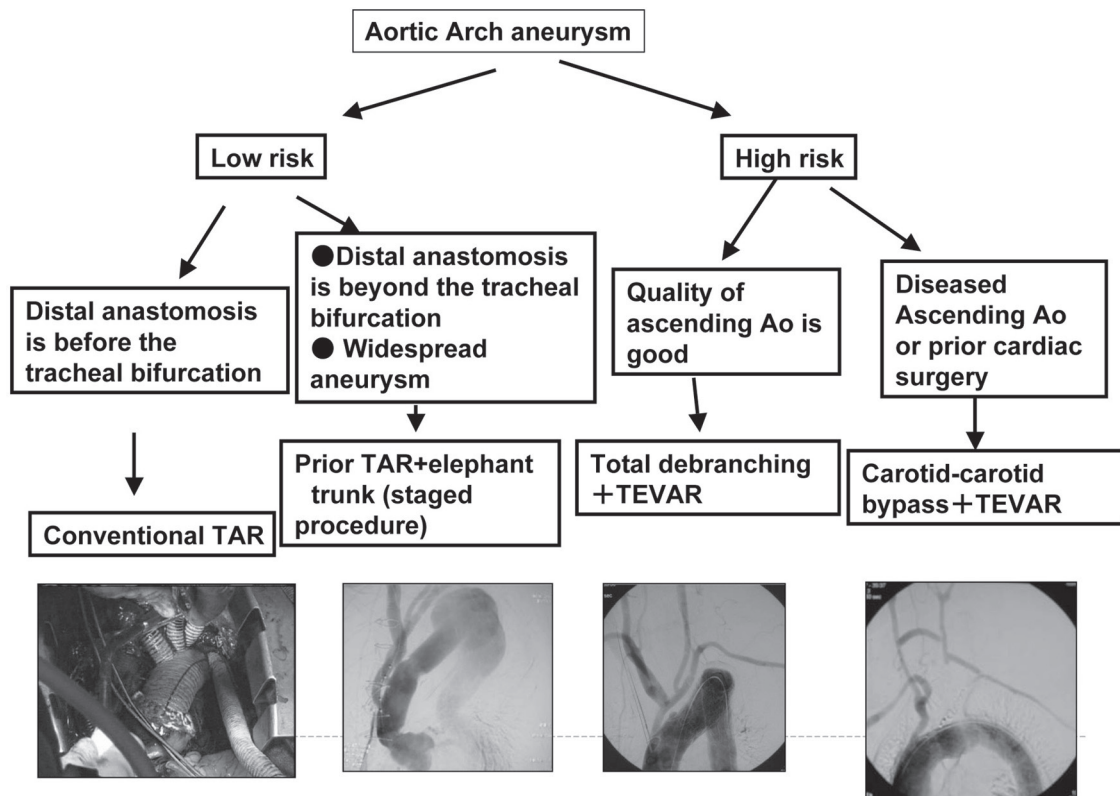 Aortic Arch aneurysm
Low risk
High risk
Distal anastomosis
is before the
tracheal bifurcation
●Distal anastomosis
is beyond the tracheal
bifurcation
● Widespread
aneurysm
Quality of
ascending Ao is
good
Diseased
Ascending Ao
or prior cardiac
surgery
Conventional TAR
Prior TAR+elephant
trunk (staged
procedure)
Total debranching
+TEVAR
Carotid-carotid
bypass+TEVAR